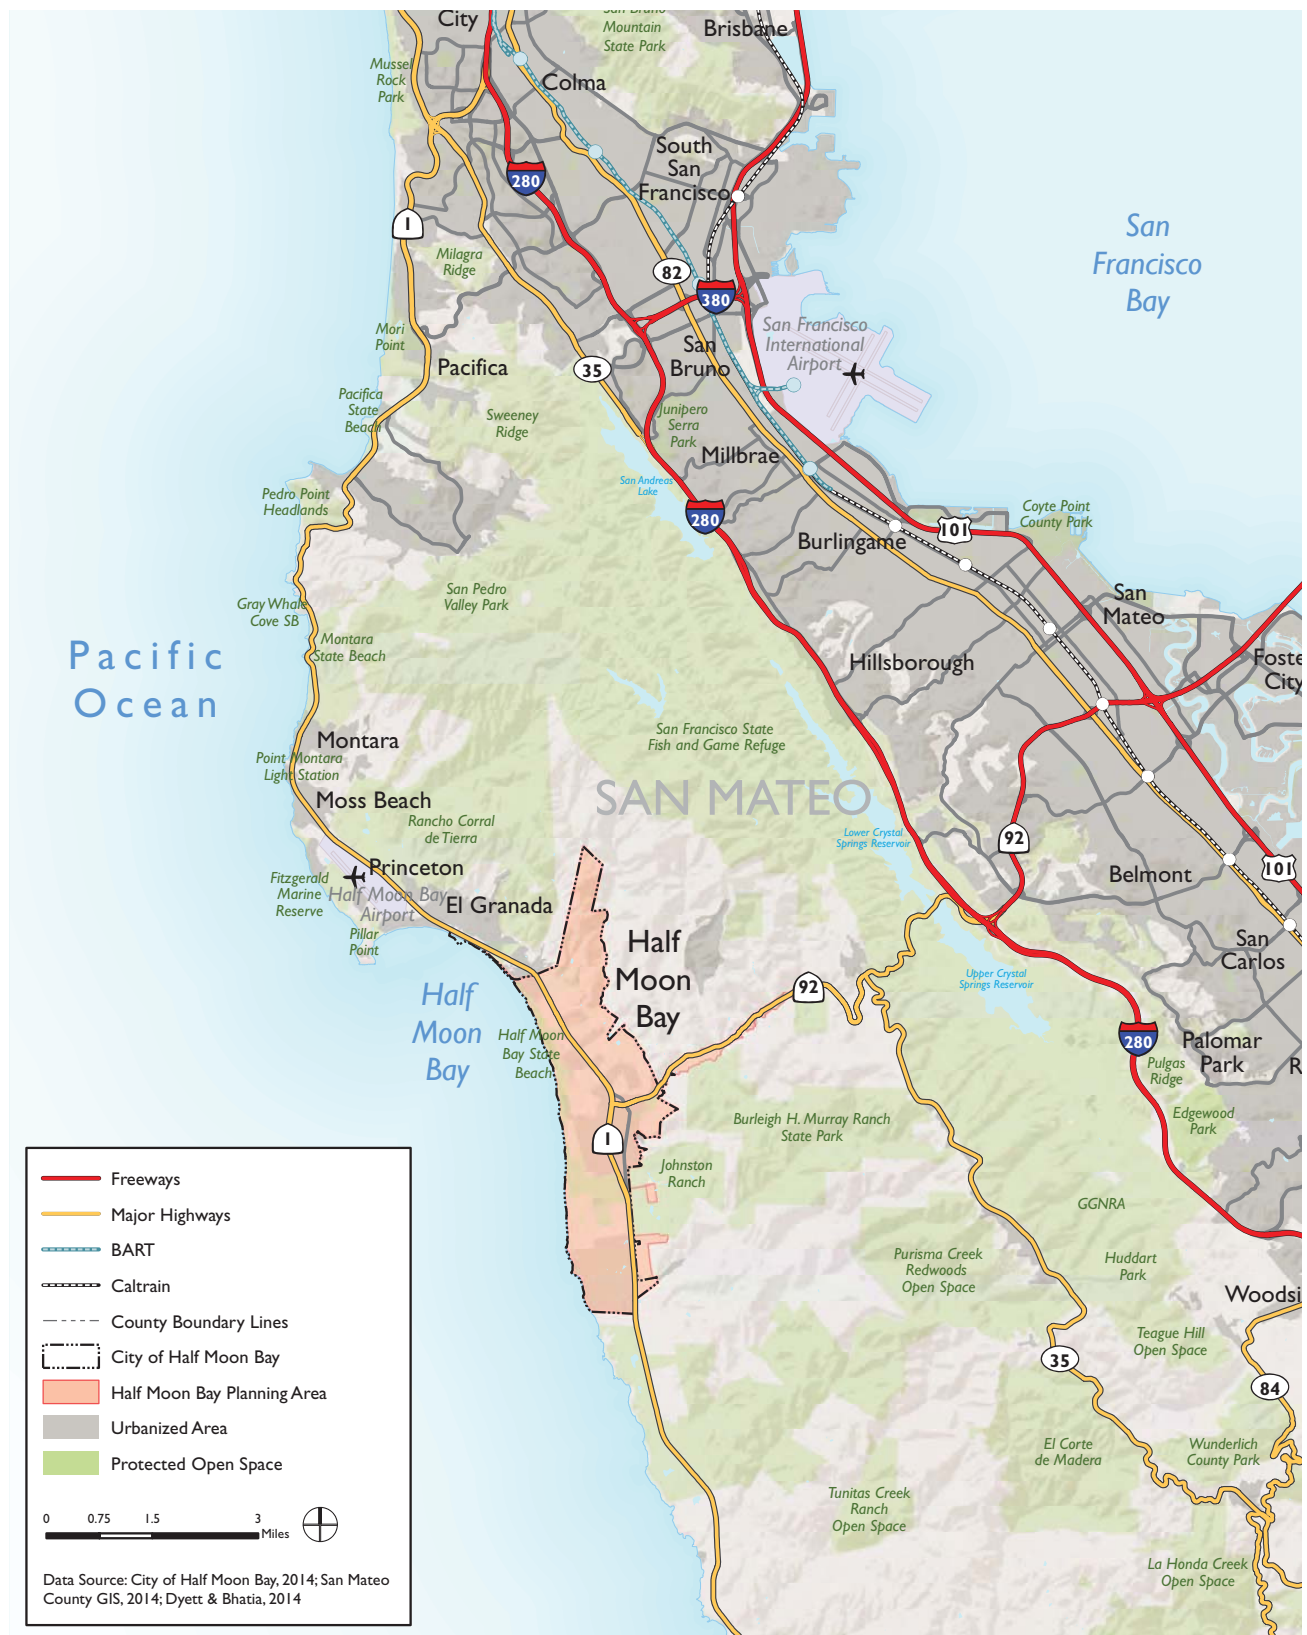 City
San Bruno
Mountain
State Park
Brisbane
Mussel
Rock
Park
Colma
South
San
Francisco
280
1
San
Francisco
Bay
Milagra
Ridge
82
380
San Francisco
International
Airport
Mori
Point
San
Bruno
Pacifica
35
Pacifica
State
Beach
Sweeney
Ridge
Junipero
Serra
Park
Millbrae
San Andreas
Lake
Pedro Point
Headlands
280
Coyte Point
County Park
101
Burlingame
San Pedro
Valley Park
San
Mateo
Gray Whale
Cove SB
Montara
State Beach
Pacific
Ocean
Hillsborough
Foste
City
San Francisco State
Fish and Game Refuge
Montara
Point Montara
Light Station
SAN MATEO
Moss Beach
Rancho Corral
de Tierra
Lower Crystal
Springs Reservoir
92
101
Princeton
Belmont
Fitzgerald
Marine
Reserve
Half Moon Bay
Airport
El Granada
Pillar
Point
Half
Moon
Bay
San
Carlos
Upper Crystal
Springs Reservoir
92
Half
Moon
Bay
Half Moon
Bay State
Beach
280
Palomar
Park
R
Pulgas
Ridge
Edgewood
Park
Burleigh H. Murray Ranch
State Park
1
Johnston
Ranch
GGNRA
Purisma Creek
Redwoods
Open Space
Huddart
Park
Woodsi
Teague Hill
Open Space
35
84
El Corte
de Madera
Wunderlich
County Park
Tunitas Creek
Ranch
Open Space
La Honda Creek
Open Space
Freeways
Major Highways
BART
Caltrain
County Boundary Lines
City of Half Moon Bay
Half Moon Bay Planning Area
Urbanized Area
Protected Open Space
0 0.75 1.5 3
Miles
Data Source: City of Half Moon Bay, 2014; San Mateo
County GIS, 2014; Dyett & Bhatia, 2014